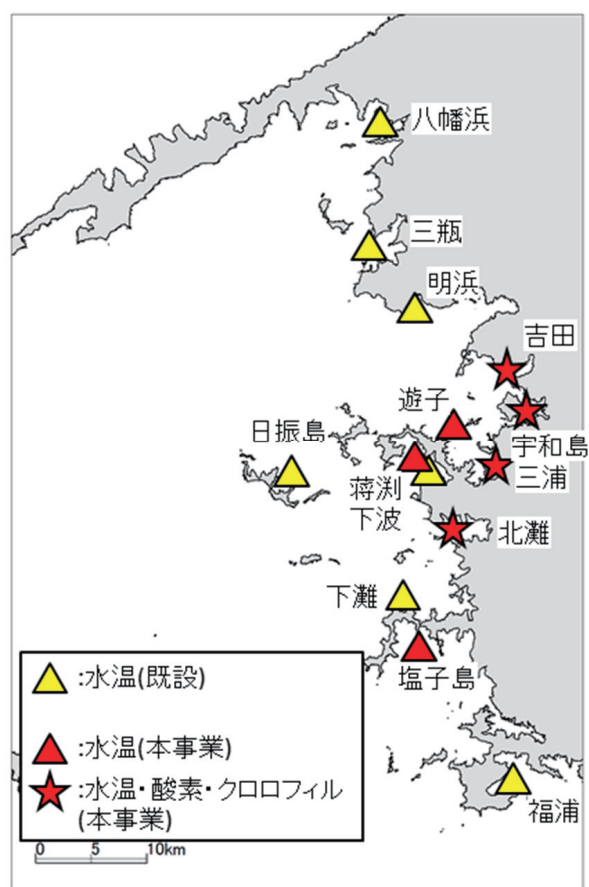 八幡浜
三瓶
明浜
吉田
遊子
日振島
宇和島
三浦
蒋渕
下波
北灘
下灘
塩子島
:水温(既設)
:水温(本事業)
:水温・酸素・クロロフィル
(本事業)
福浦
0 5 10km